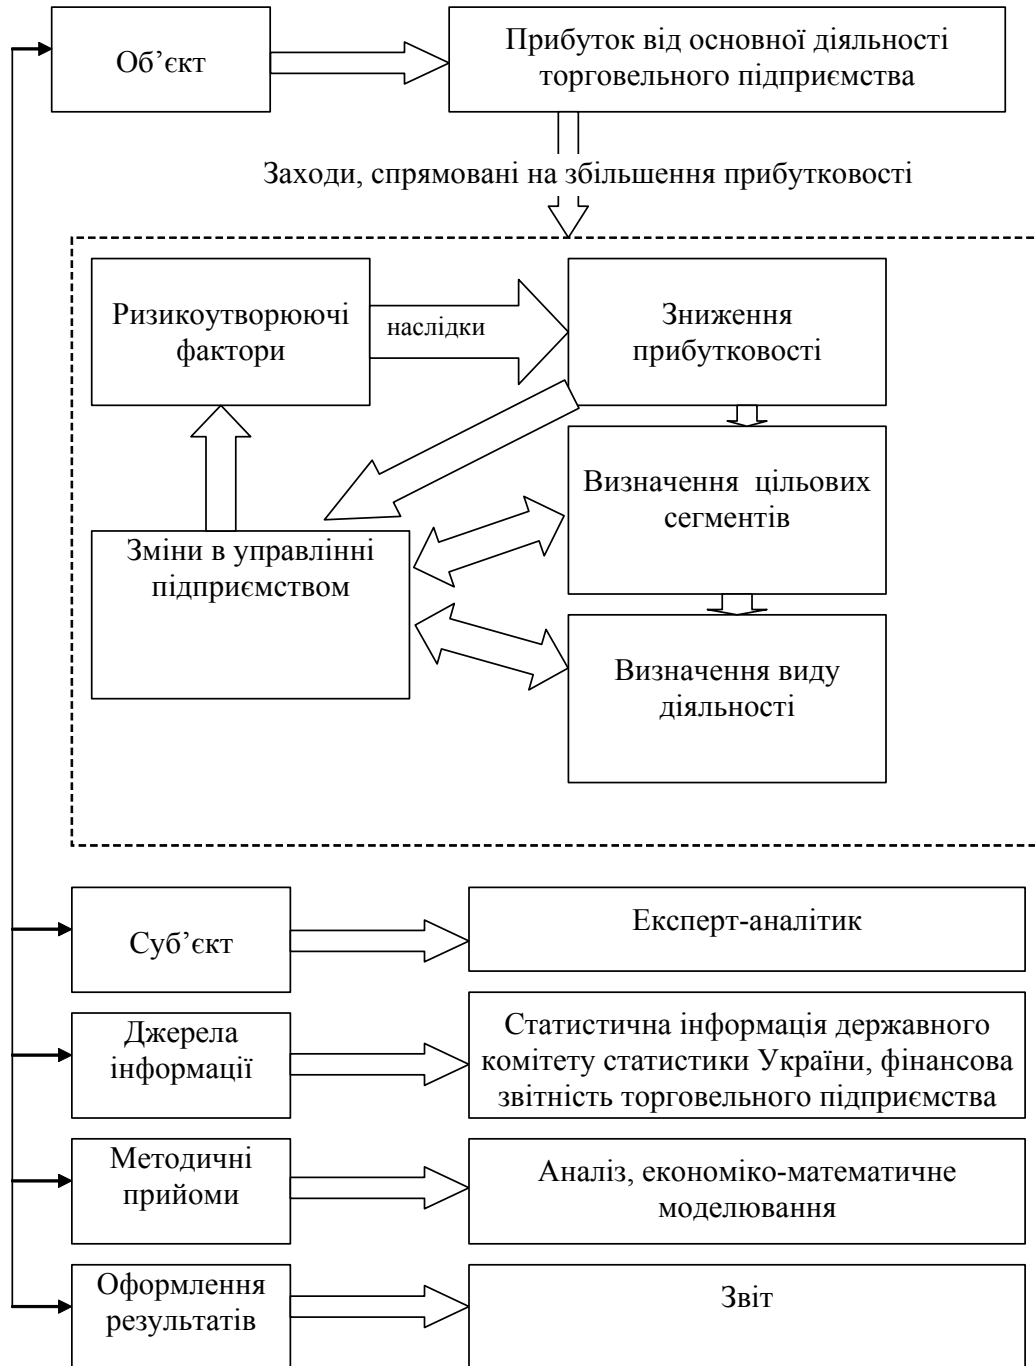 Об’єкт
Прибуток від основної діяльності
торговельного підприємства
Заходи, спрямовані на збільшення прибутковості
Ризикоутворюючі
фактори
наслідки
Зниження
прибутковості
Визначення цільових
сегментів
Зміни в управлінні
підприємством
Визначення виду
діяльності
Суб’єкт
Експерт-аналітик
Джерела
інформації
Статистична інформація державного
комітету статистики України, фінансова
звітність торговельного підприємства
Методичні
прийоми
Аналіз, економіко-математичне
моделювання
Оформлення
результатів
Звіт